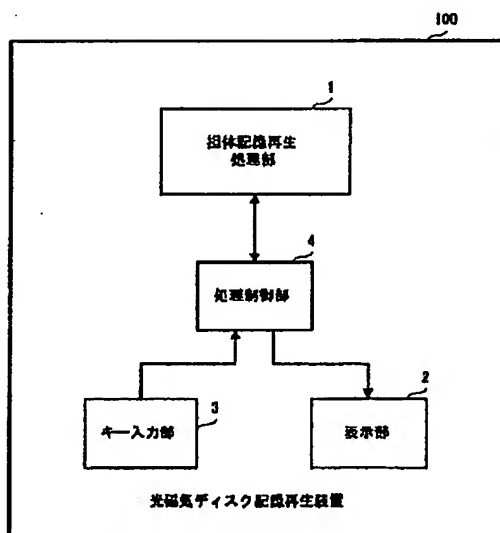 100
1
担体記録再生
処理部
4
処理制御部
3
キー入力部
2
表示部
光磁気ディスク記録再生装置